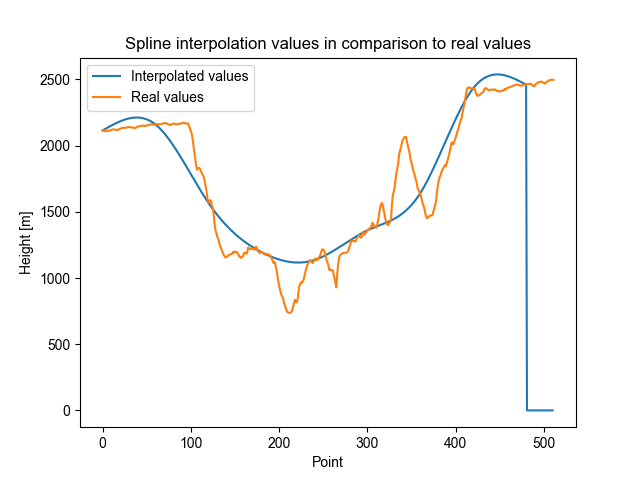 Spline interpolation values in comparison to real values
Interpolated values
Real values
2500
2000
1500
1000
500
0
Height [m]
0 100 200 300 400 500
Point